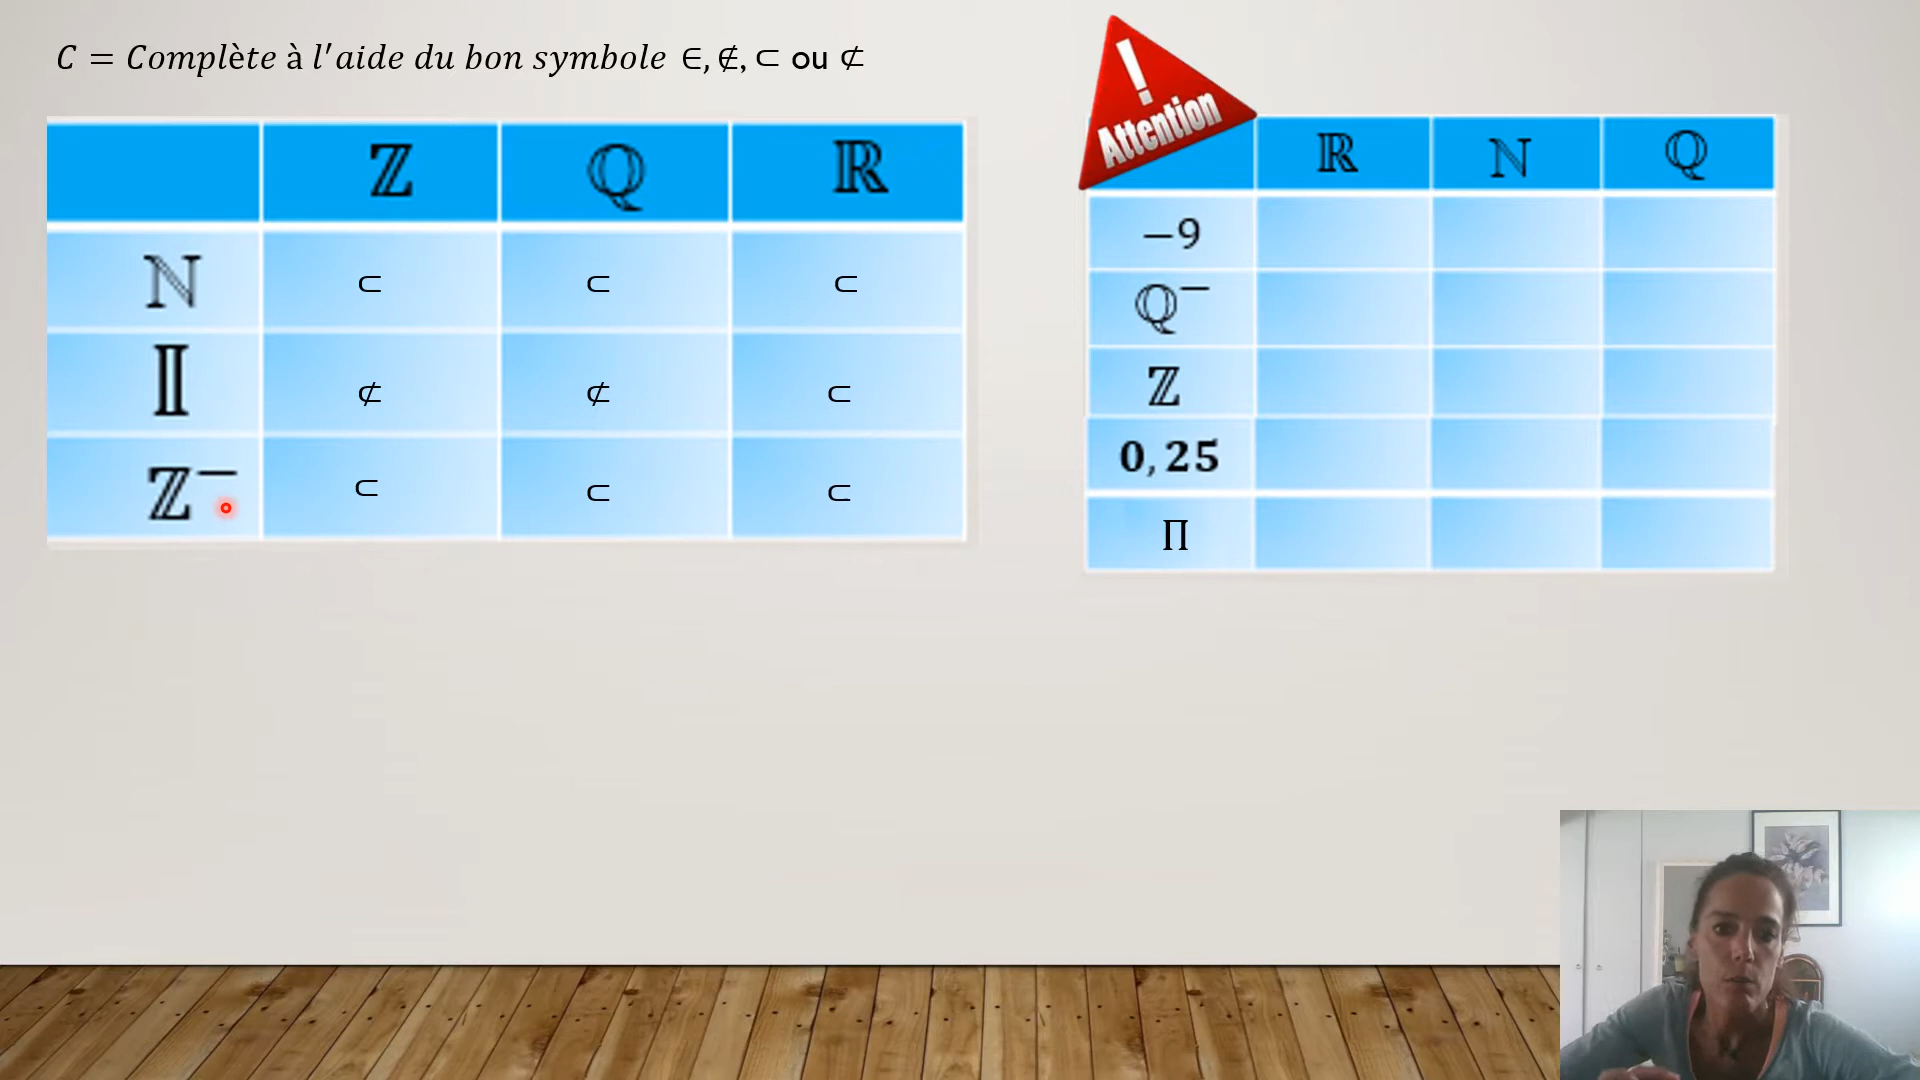 C = Complète à l'aide du bon symbole ∈, ∉, ⊂ ou ⊄
ℤ ℚ ℝ
ℕ ⊂ ⊂ ⊂
𝕀 ⊄ ⊄ ⊂
ℤ⁻ ⊂ ⊂ ⊂
! Attention
ℝ ℕ ℚ
−9
ℚ⁻
ℤ
0,25
Π